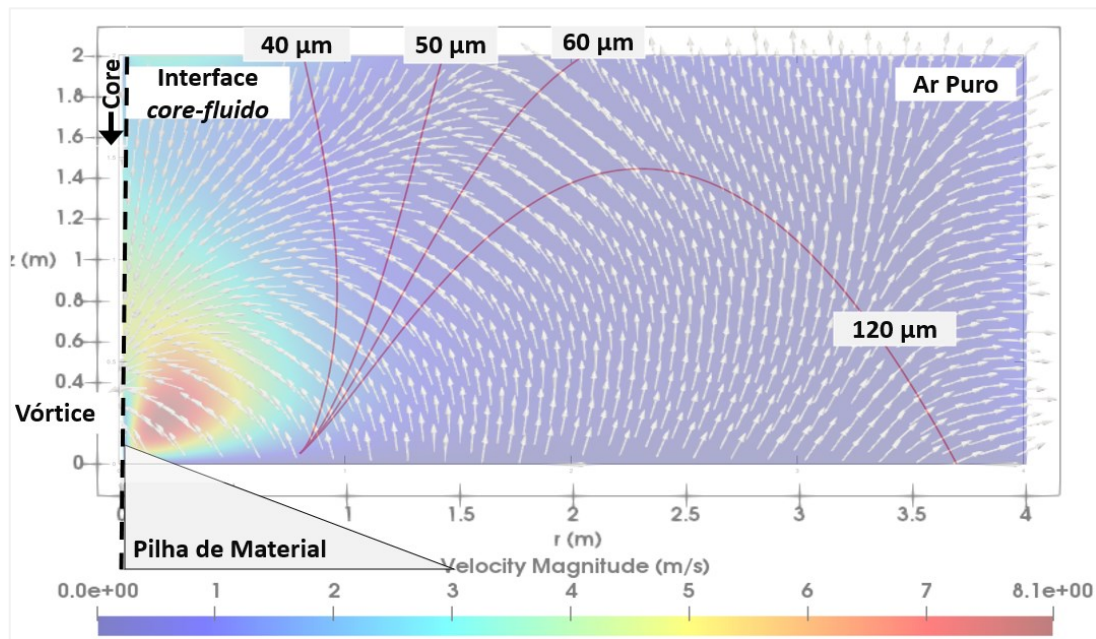 40 μm
50 μm
60 μm
2
Core
Interface
core-fluido
Ar Puro
1.8
1.6
1.4
1.2
1
z (m)
0.8
120 μm
0.6
0.4
Vórtice
0
1
1.5
2
2.5
3
3.5
4
r (m)
Pilha de Material
Velocity Magnitude (m/s)
0.0e+00 1 2 3 4 5 6 7 8.1e+00